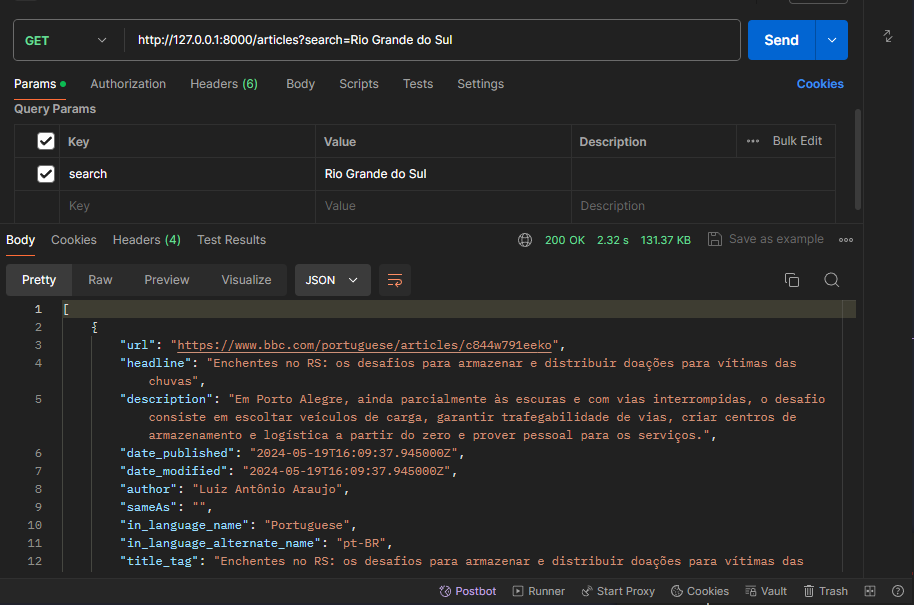 GET http://127.0.0.1:8000/articles?search=Rio Grande do Sul Send
Params Authorization Headers (6) Body Scripts Tests Settings Cookies
Query Params
Key Value Description ••• Bulk Edit
search Rio Grande do Sul
Key Value Description
Body Cookies Headers (4) Test Results 200 OK 2.32 s 131.37 KB Save as example
Pretty Raw Preview Visualize JSON
1 [
2 {
3 "url": "https://www.bbc.com/portuguese/articles/c844w791eeko",
4 "headline": "Enchentes no RS: os desafios para armazenar e distribuir doações para vítimas das
chuvas",
5 "description": "Em Porto Alegre, ainda parcialmente às escuras e com vias interrompidas, o desafio
consiste em escoltar veículos de carga, garantir trafegabilidade de vias, criar centros de
armazenamento e logística a partir do zero e prover pessoal para os serviços.",
6 "date_published": "2024-05-19T16:09:37.945000Z",
7 "date_modified": "2024-05-19T16:09:37.945000Z",
8 "author": "Luiz Antônio Araujo",
9 "sameAs": "",
10 "in_language_name": "Portuguese",
11 "in_language_alternate_name": "pt-BR",
12 "title_tag": "Enchentes no RS: os desafios para armazenar e distribuir doações para vítimas das
Postbot Runner Start Proxy Cookies Vault Trash